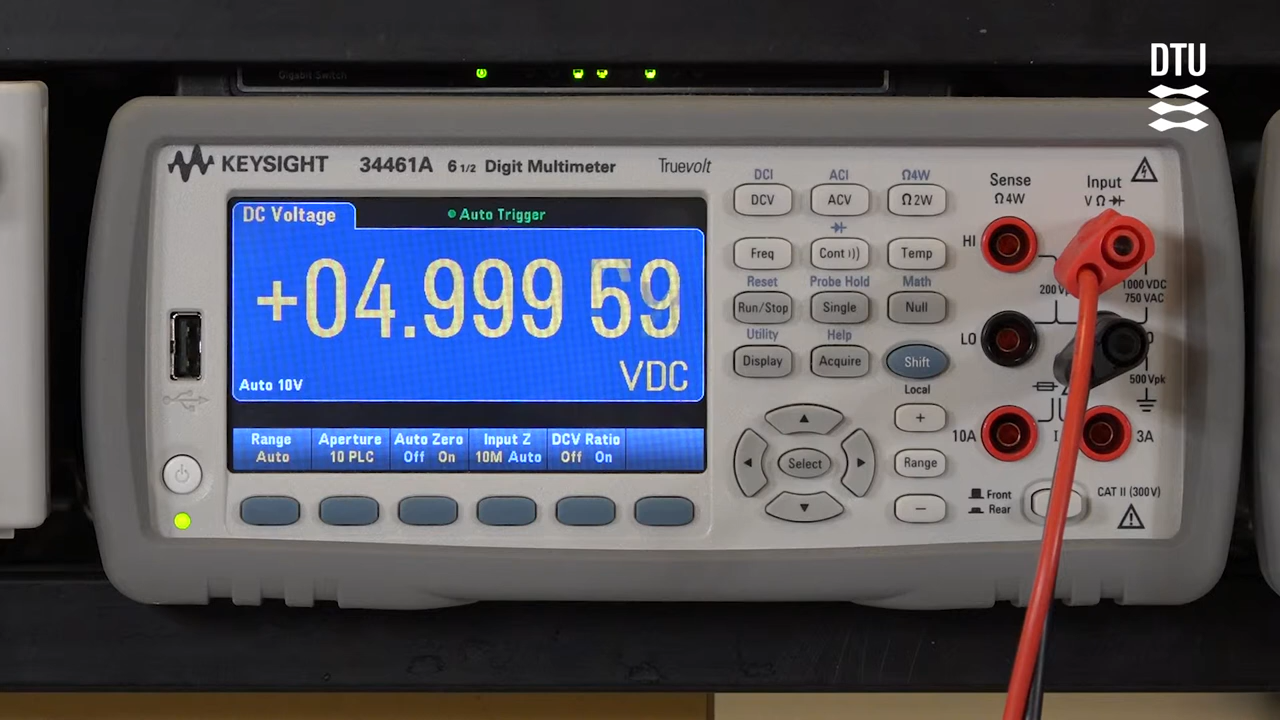 DTU
Gigabit Switch
KEYSIGHT 34461A 6 1/2 Digit Multimeter Truevolt
DC Voltage
Auto Trigger
+04.999 59
VDC
Auto 10V
Range Aperture Auto Zero Input Z DCV Ratio
Auto 10 PLC Off On 10M Auto Off On
DCI ACI Ω4W
DCV ACV Ω2W
Freq Cont ))) Temp
Reset Probe Hold Math
Run/Stop Single Null
Utility Help
Display Acquire Shift
Local
+
Select
Range
−
Sense
Ω4W
Input
V Ω
HI
1000 VDC
750 VAC
LO
500 Vpk
10A
3A
Front
Rear
CAT II (300V)